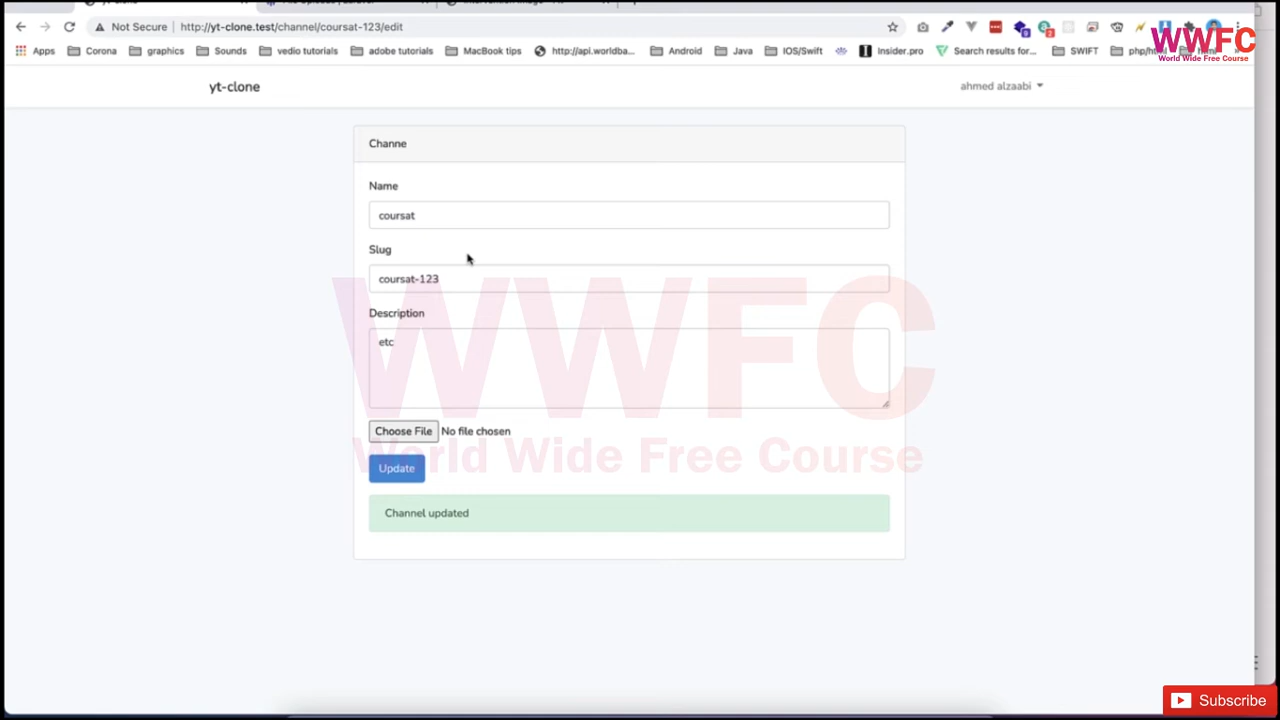 Not Secure http://yt-clone.test/channel/coursat-123/edit
Apps Corona graphics Sounds vedio tutorials adobe tutorials MacBook tips http://api.worldba... Android Java IOS/Swift Insider.pro Search results for... SWIFT
WWFC
World Wide Free Course
yt-clone ahmed alzaabi
Channe
Name
coursat
Slug
coursat-123
Description
etc
Choose File No file chosen
Update
Channel updated
WWFC
World Wide Free Course
Subscribe